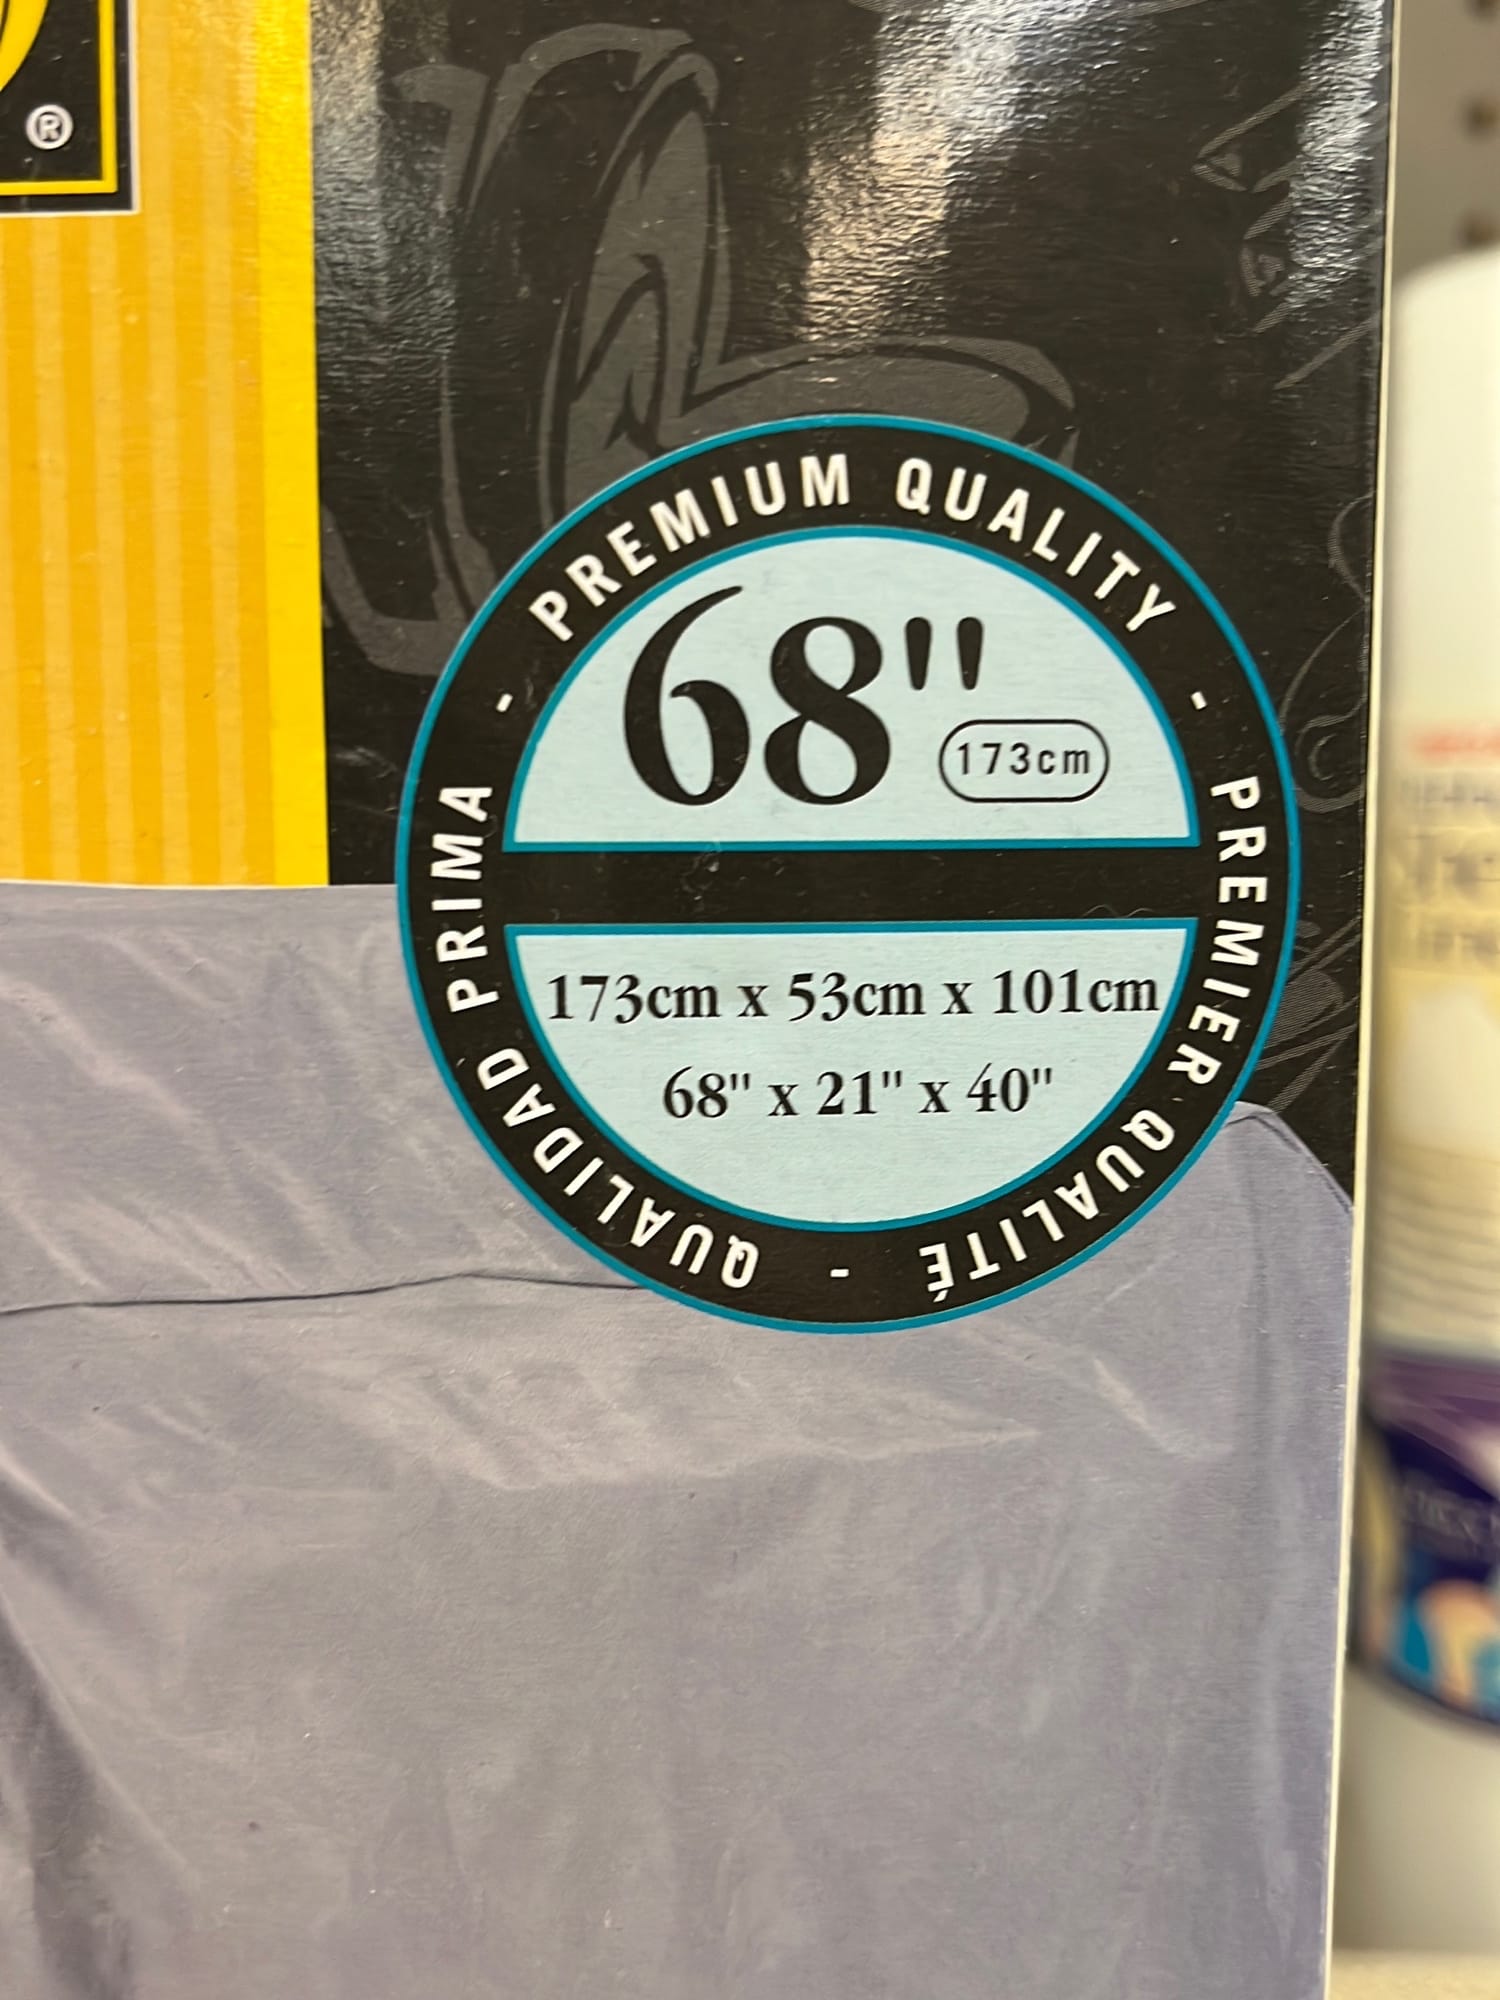 ®
PREMIUM QUALITY - PREMIER QUALITÉ - QUALIDAD PRIMA -
68"
173cm
173cm x 53cm x 101cm
68" x 21" x 40"